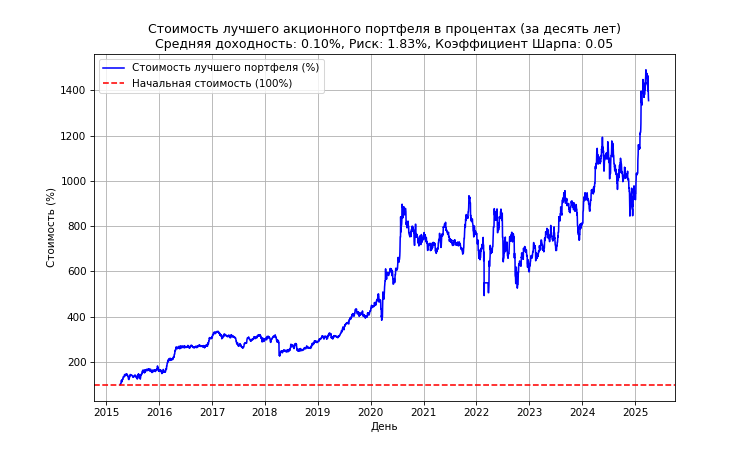 Стоимость лучшего акционного портфеля в процентах (за десять лет)
Средняя доходность: 0.10%, Риск: 1.83%, Коэффициент Шарпа: 0.05
Стоимость лучшего портфеля (%)
Начальная стоимость (100%)
Стоимость (%)
1400
1200
1000
800
600
400
200
2015 2016 2017 2018 2019 2020 2021 2022 2023 2024 2025
День